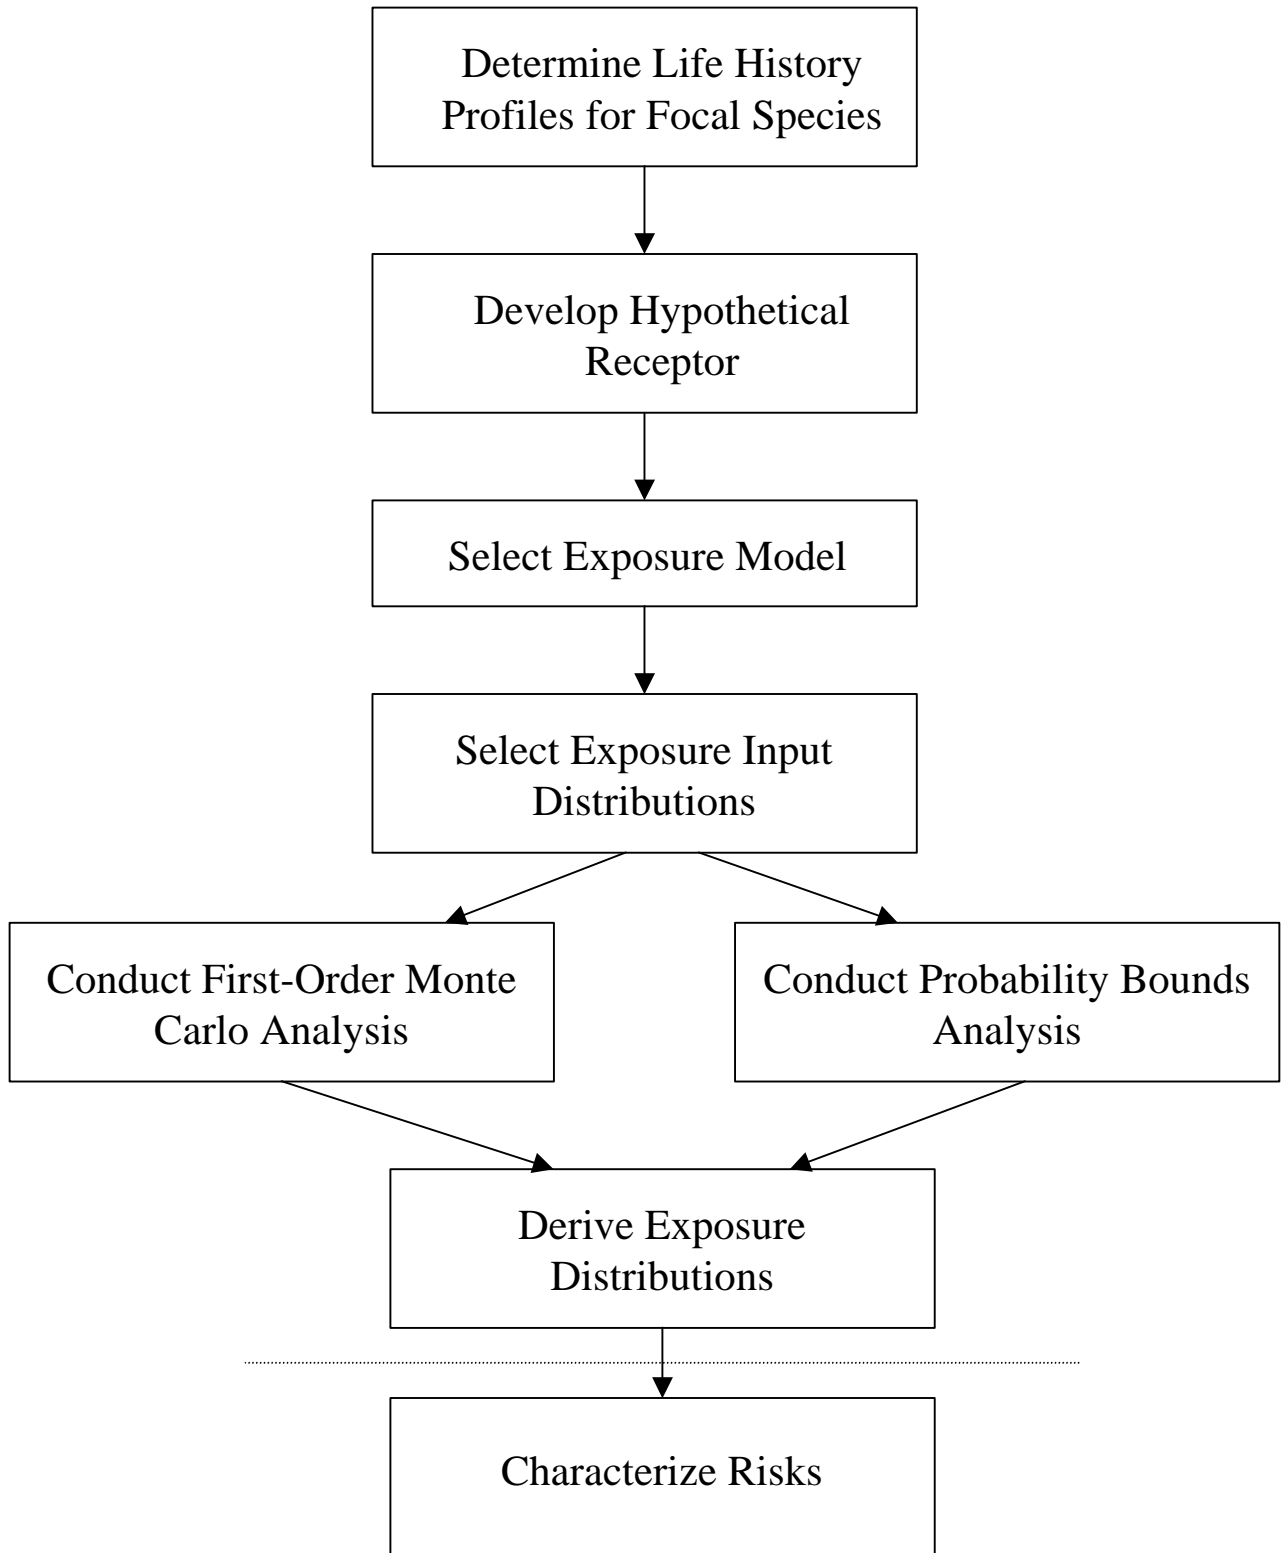 Determine Life History
Profiles for Focal Species
Develop Hypothetical
Receptor
Select Exposure Model
Select Exposure Input
Distributions
Conduct First-Order Monte
Carlo Analysis
Conduct Probability Bounds
Analysis
Derive Exposure
Distributions
Characterize Risks